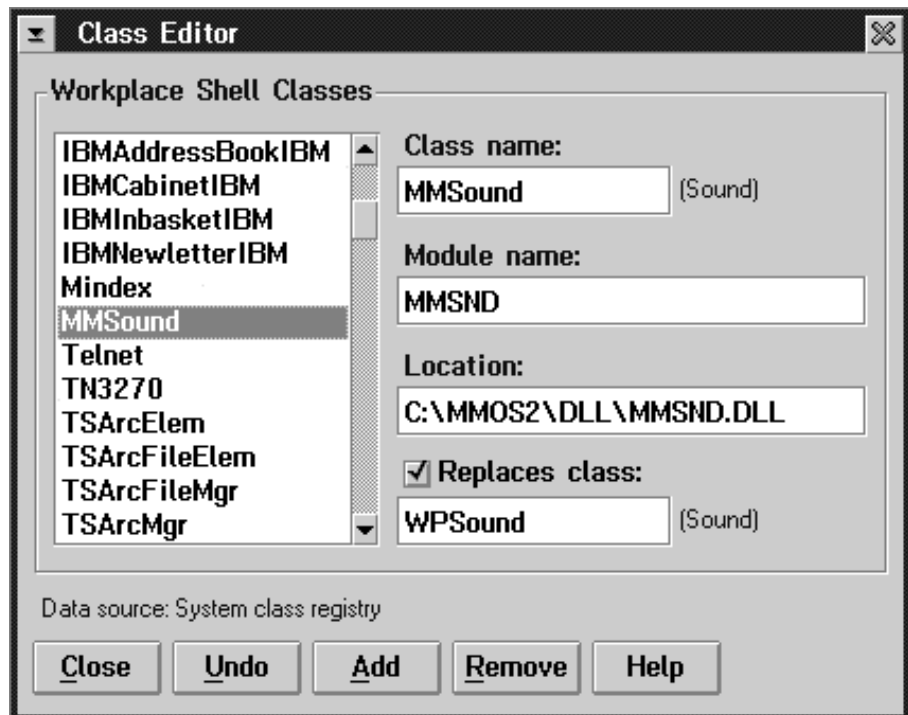 Class Editor
Workplace Shell Classes
IBMAddressBookIBM
IBMCabinetIBM
IBMInbasketIBM
IBMNewletterIBM
Mindex
MMSound
Telnet
TN3270
TSArcElem
TSArcFileElem
TSArcFileMgr
TSArcMgr
Class name:
MMSound (Sound)
Module name:
MMSND
Location:
C:\MMOS2\DLL\MMSND.DLL
Replaces class:
WPSound (Sound)
Data source: System class registry
Close Undo Add Remove Help